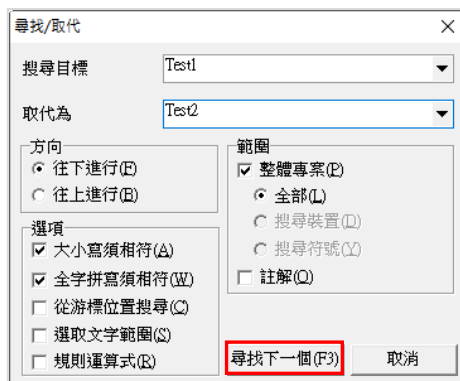 尋找/取代
搜尋目標 Test1
取代為 Test2
方向
往下進行(F)
往上進行(B)
選項
大小寫須相符(A)
全字拼寫須相符(W)
從游標位置搜尋(C)
選取文字範圍(S)
規則運算式(R)
範圍
整體專案(P)
全部(L)
搜尋裝置(D)
搜尋符號(Y)
註解(O)
尋找下一個(F3) 取消